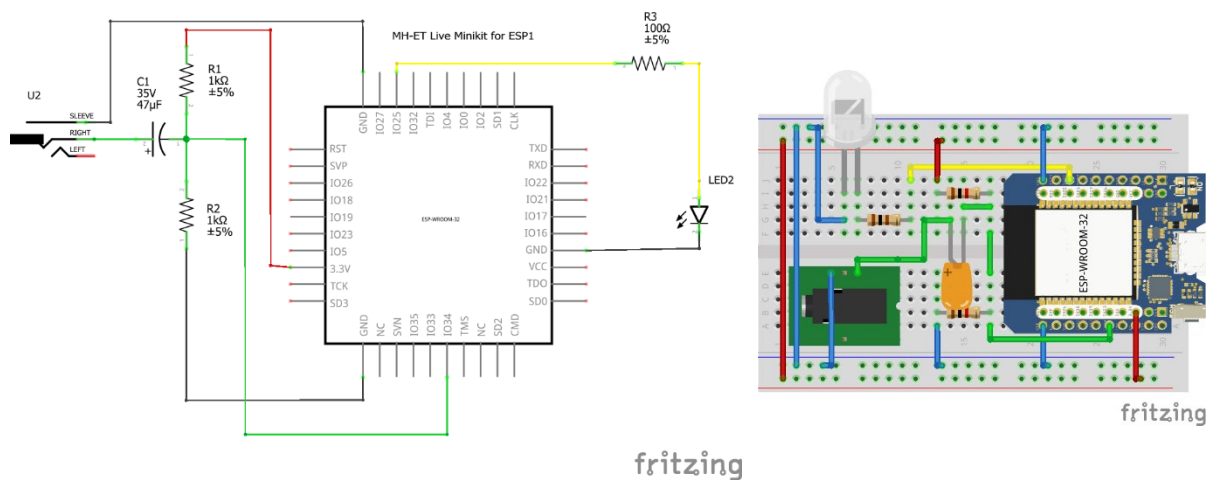 MH-ET Live Minikit for ESP1
R3
100Ω
±5%
R1
1kΩ
±5%
C1
35V
47µF
U2
SLEEVE
RIGHT
LEFT
+
R2
1kΩ
±5%
LED2
GND
IO27
IO25
IO32
TDI
IO4
IO0
IO2
SD1
CLK
RST
SVP
IO26
IO18
IO19
IO23
IO5
3.3V
TCK
SD3
ESP-WROOM-32
TXD
RXD
IO22
IO21
IO17
IO16
GND
VCC
TDO
SD0
GND
NC
SVN
IO35
IO33
IO34
TMS
NC
SD2
CMD
fritzing
ESP-WROOM-32
fritzing